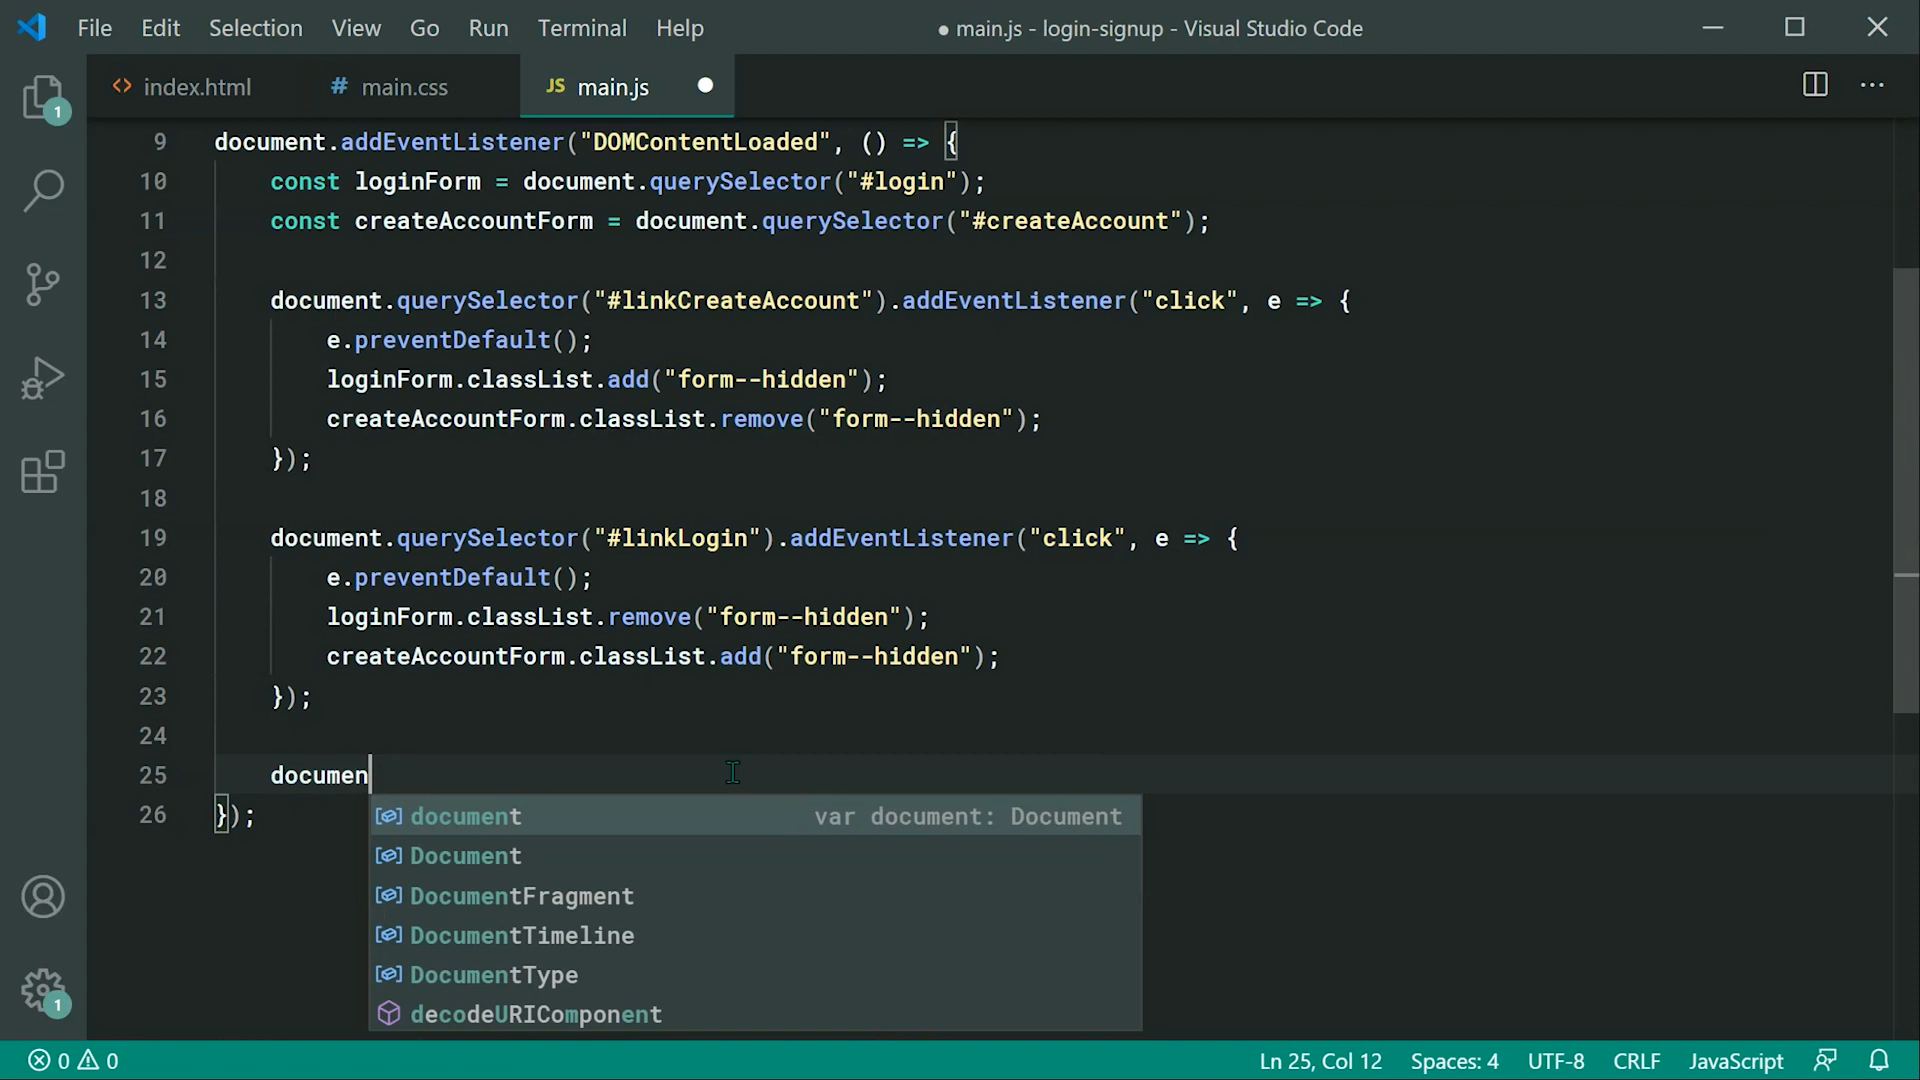 File Edit Selection View Go Run Terminal Help ● main.js - login-signup - Visual Studio Code
<> index.html # main.css JS main.js ●
1
9 document.addEventListener("DOMContentLoaded", () => {
10 const loginForm = document.querySelector("#login");
11 const createAccountForm = document.querySelector("#createAccount");
12
13 document.querySelector("#linkCreateAccount").addEventListener("click", e => {
14 e.preventDefault();
15 loginForm.classList.add("form--hidden");
16 createAccountForm.classList.remove("form--hidden");
17 });
18
19 document.querySelector("#linkLogin").addEventListener("click", e => {
20 e.preventDefault();
21 loginForm.classList.remove("form--hidden");
22 createAccountForm.classList.add("form--hidden");
23 });
24
25 documen
26 });
document var document: Document
Document
DocumentFragment
DocumentTimeline
DocumentType
decodeURIComponent
1
0 0 Ln 25, Col 12 Spaces: 4 UTF-8 CRLF JavaScript